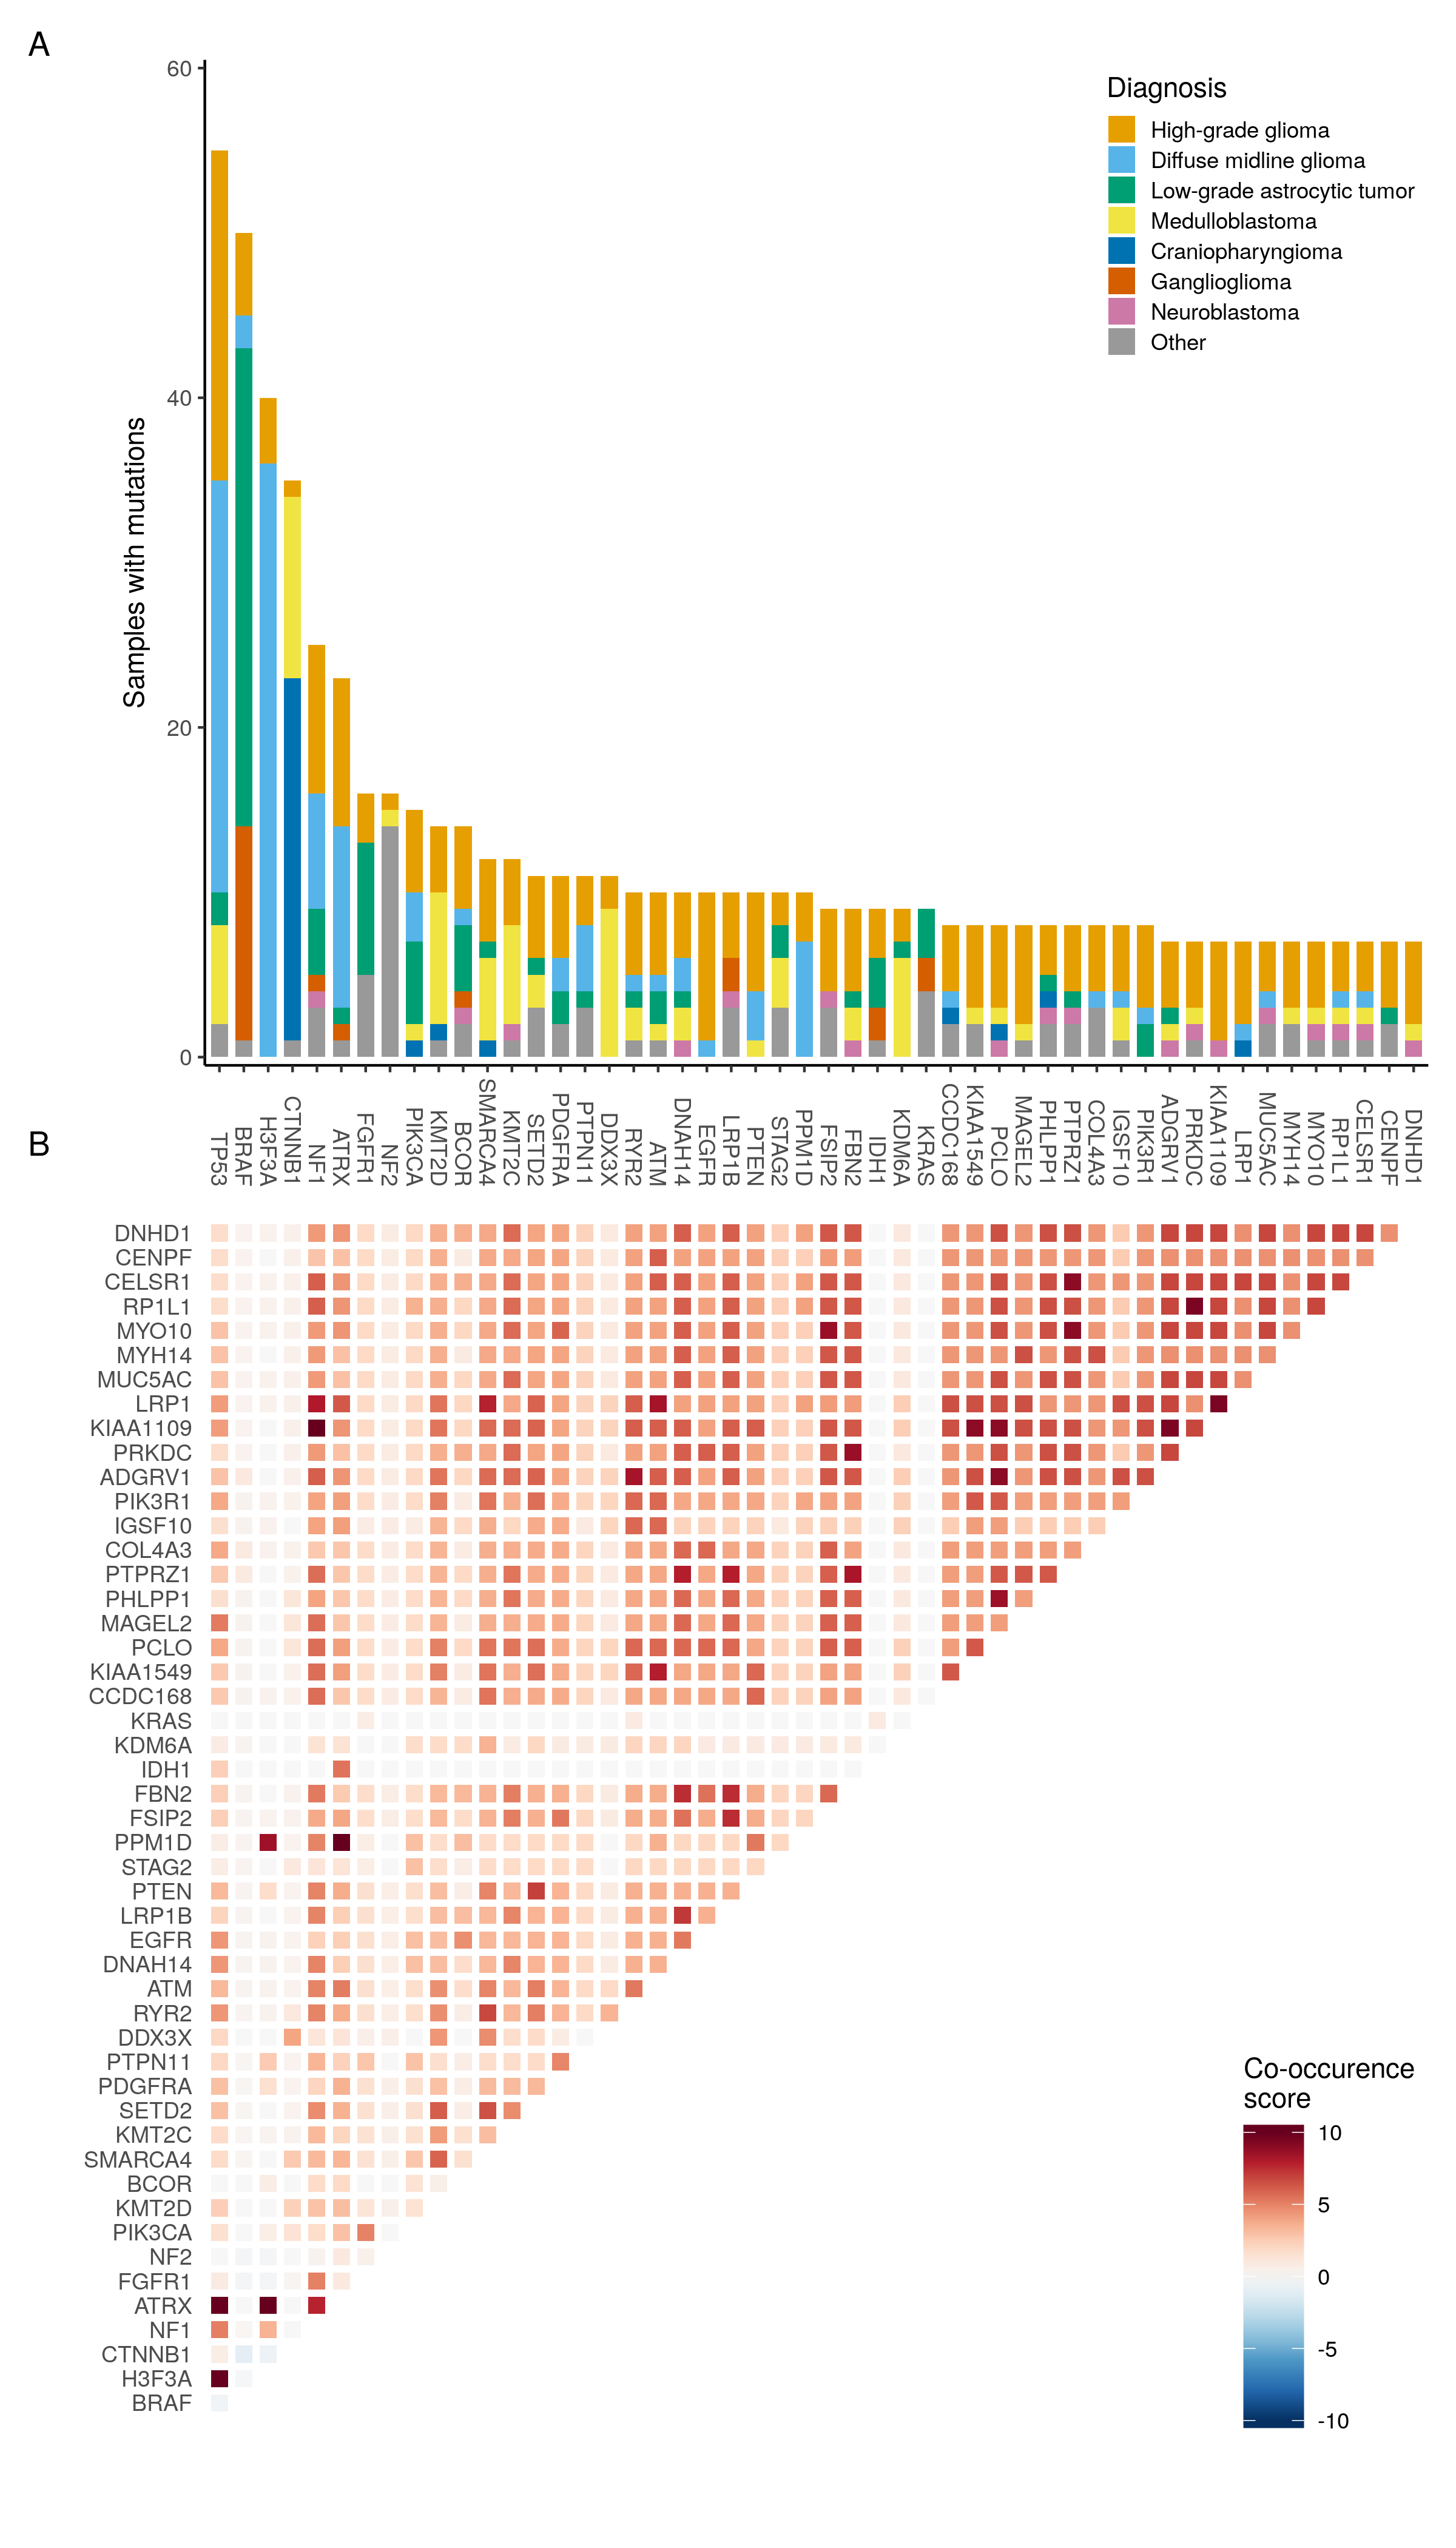 A
60
40
20
0
Samples with mutations
Diagnosis
High-grade glioma
Diffuse midline glioma
Low-grade astrocytic tumor
Medulloblastoma
Craniopharyngioma
Ganglioglioma
Neuroblastoma
Other
TP53
BRAF
H3F3A
CTNNB1
NF1
ATRX
FGFR1
NF2
PIK3CA
KMT2D
BCOR
SMARCA4
KMT2C
SETD2
PDGFRA
PTPN11
DDX3X
RYR2
ATM
DNAH14
EGFR
LRP1B
PTEN
STAG2
PPM1D
FSIP2
FBN2
IDH1
KDM6A
KRAS
CCDC168
KIAA1549
PCLO
MAGEL2
PHLPP1
PTPRZ1
COL4A3
IGSF10
PIK3R1
ADGRV1
PRKDC
KIAA1109
LRP1
MUC5AC
MYH14
MYO10
RP1L1
CELSR1
CENPF
DNHD1
B
DNHD1
CENPF
CELSR1
RP1L1
MYO10
MYH14
MUC5AC
LRP1
KIAA1109
PRKDC
ADGRV1
PIK3R1
IGSF10
COL4A3
PTPRZ1
PHLPP1
MAGEL2
PCLO
KIAA1549
CCDC168
KRAS
KDM6A
IDH1
FBN2
FSIP2
PPM1D
STAG2
PTEN
LRP1B
EGFR
DNAH14
ATM
RYR2
DDX3X
PTPN11
PDGFRA
SETD2
KMT2C
SMARCA4
BCOR
KMT2D
PIK3CA
NF2
FGFR1
ATRX
NF1
CTNNB1
H3F3A
BRAF
Co-occurence
score
10
5
0
-5
-10